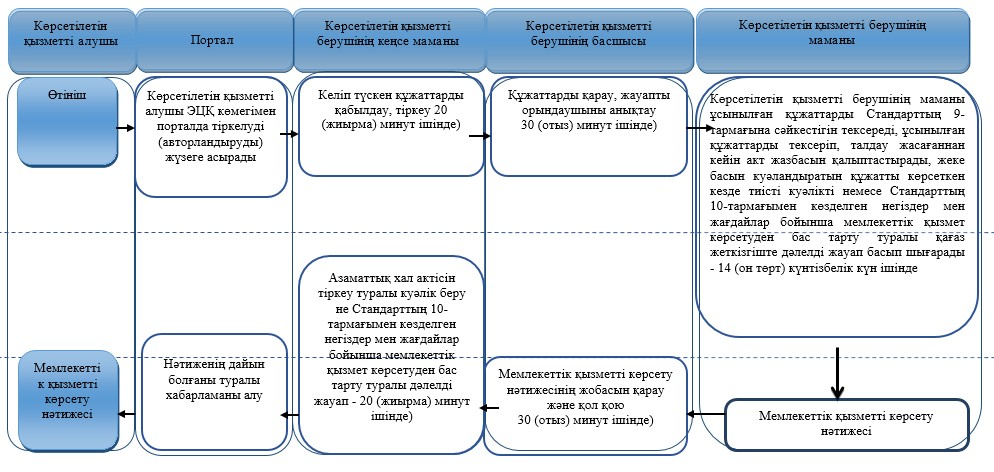 Көрсетілетін
қызметті алушы
Портал
Көрсетілетін қызметті
берушінің кеңсе маманы
Көрсетілетін қызметті
берушінің басшысы
Көрсетілетін қызметті берушінің
маманы
Өтініш
Көрсетілетін қызметті
алушы ЭЦҚ көмегімен
порталда тіркелуді
(авторландыруды)
жүзеге асырады
Келіп түскен құжаттарды
қабылдау, тіркеу 20
(жиырма) минут ішінде)
Құжаттарды қарау, жауапты
орындаушыны анықтау
30 (отыз) минут ішінде)
Көрсетілетін қызметті берушінің маманы
ұсынылған құжаттарды Стандарттың 9-
тармағына сәйкестігін тексереді, ұсынылған
құжаттарды тексеріп, талдау жасағаннан
кейін акт жазбасын қалыптастырады, жеке
басын куәландыратын құжатты көрсеткен
кезде тиісті куәлікті немесе Стандарттың
10-тармағымен көзделген негіздер мен
жағдайлар бойынша мемлекеттік қызмет
көрсетуден бас тарту туралы қағаз
жеткізгіште дәлелді жауап басып шығарады
- 14 (он төрт) күнтізбелік күн ішінде
Мемлекетті
к қызметті
көрсету
нәтижесі
Нәтиженің дайын
болғаны туралы
хабарламаны алу
Азаматтық хал актісін
тіркеу туралы куәлік беру
не Стандарттың 10-
тармағымен көзделген
негіздер мен жағдайлар
бойынша мемлекеттік
қызмет көрсетуден бас
тарту туралы дәлелді
жауап - 20 (жиырма) минут
ішінде)
Мемлекеттік қызметті көрсету
нәтижесінің жобасын қарау
және қол қою
30 (отыз) минут ішінде)
Мемлекеттік қызметті көрсету
нәтижесі